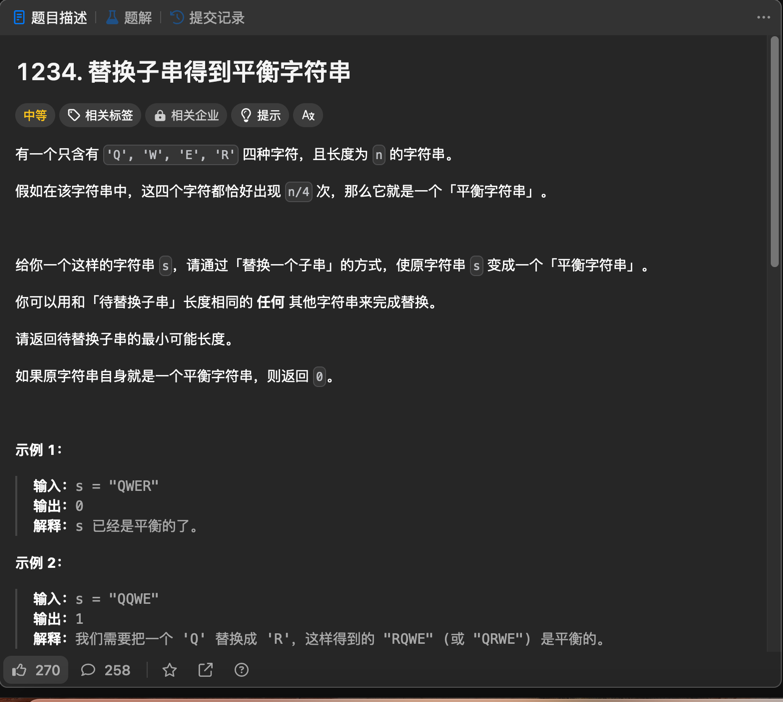 题目描述 题解 提交记录
1234. 替换子串得到平衡字符串
中等 相关标签 相关企业 提示
有一个只含有 'Q', 'W', 'E', 'R' 四种字符，且长度为 n 的字符串。
假如在该字符串中，这四个字符都恰好出现 n/4 次，那么它就是一个「平衡字符串」。
给你一个这样的字符串 s，请通过「替换一个子串」的方式，使原字符串 s 变成一个「平衡字符串」。
你可以用和「待替换子串」长度相同的 任何 其他字符串来完成替换。
请返回待替换子串的最小可能长度。
如果原字符串自身就是一个平衡字符串，则返回 0。
示例 1：
输入：s = "QWER"
输出：0
解释：s 已经是平衡的了。
示例 2：
输入：s = "QQWE"
输出：1
解释：我们需要把一个 'Q' 替换成 'R'，这样得到的 "RQWE" (或 "QRWE") 是平衡的。
270 258